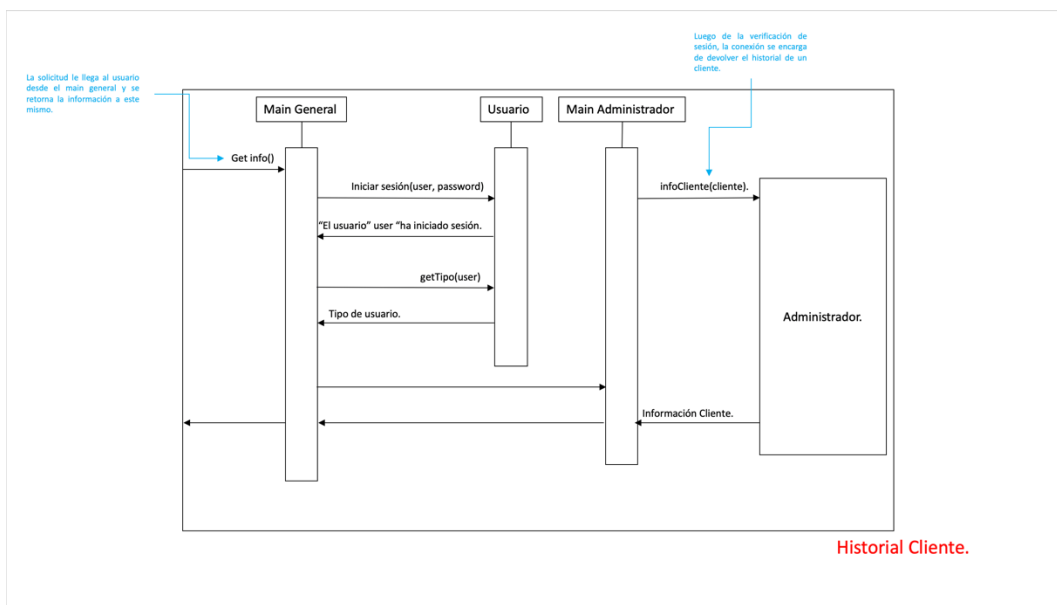 Luego de la verificación de
sesión, la conexión se encarga
de devolver el historial de un
cliente.
La solicitud le llega al usuario
desde el main general y se
retorna la información a este
mismo.
Main General
Usuario
Main Administrador
Get info()
Iniciar sesión(user, password)
infoCliente(cliente).
“El usuario” user “ha iniciado sesión.
getTipo(user)
Tipo de usuario.
Administrador.
Información Cliente.
Historial Cliente.